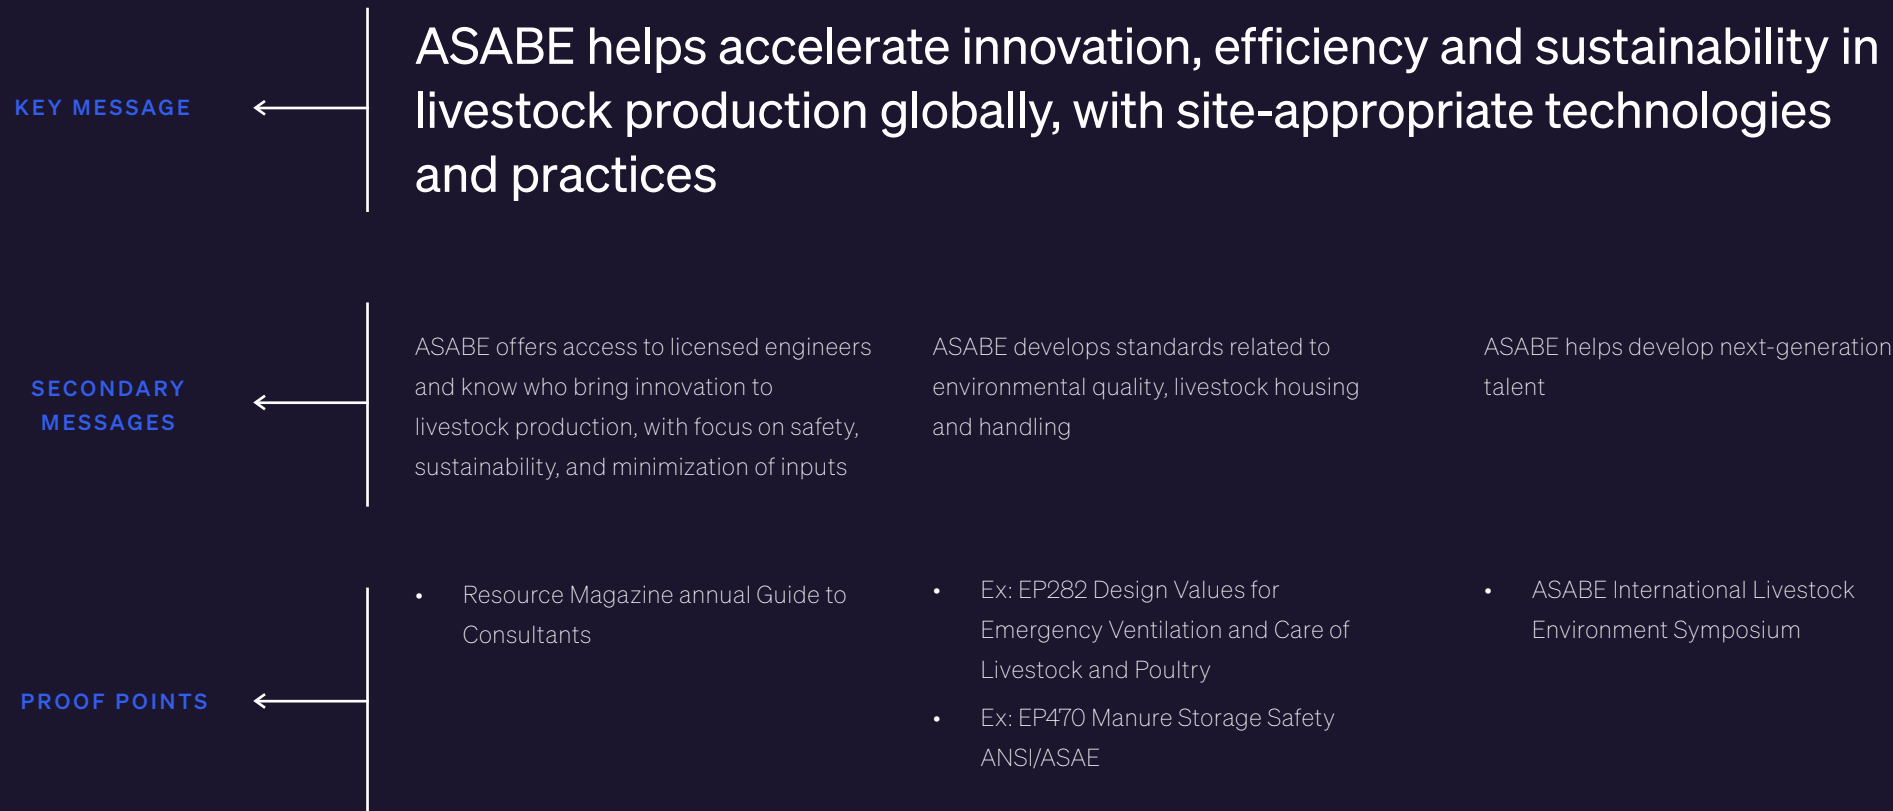 KEY MESSAGE
ASABE helps accelerate innovation, efficiency and sustainability in
livestock production globally, with site-appropriate technologies
and practices
SECONDARY
MESSAGES
ASABE offers access to licensed engineers
and know who bring innovation to
livestock production, with focus on safety,
sustainability, and minimization of inputs
ASABE develops standards related to
environmental quality, livestock housing
and handling
ASABE helps develop next-generation
talent
PROOF POINTS
• Resource Magazine annual Guide to
Consultants
• Ex: EP282 Design Values for
Emergency Ventilation and Care of
Livestock and Poultry
• Ex: EP470 Manure Storage Safety
ANSI/ASAE
• ASABE International Livestock
Environment Symposium